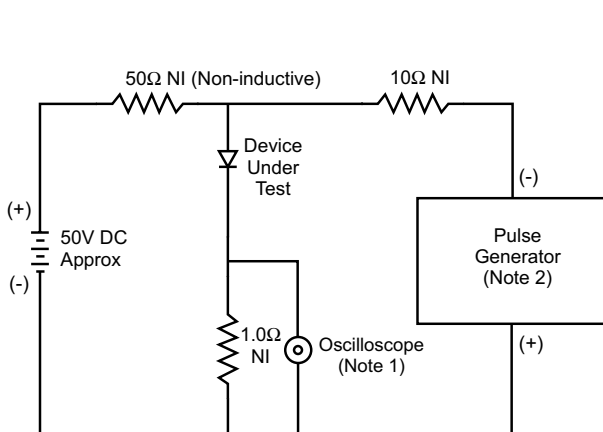 50Ω NI (Non-inductive)
10Ω NI
Device
Under
Test
(-)
(+)
50V DC
Approx
(-)
Pulse
Generator
(Note 2)
1.0Ω
NI
Oscilloscope
(Note 1)
(+)